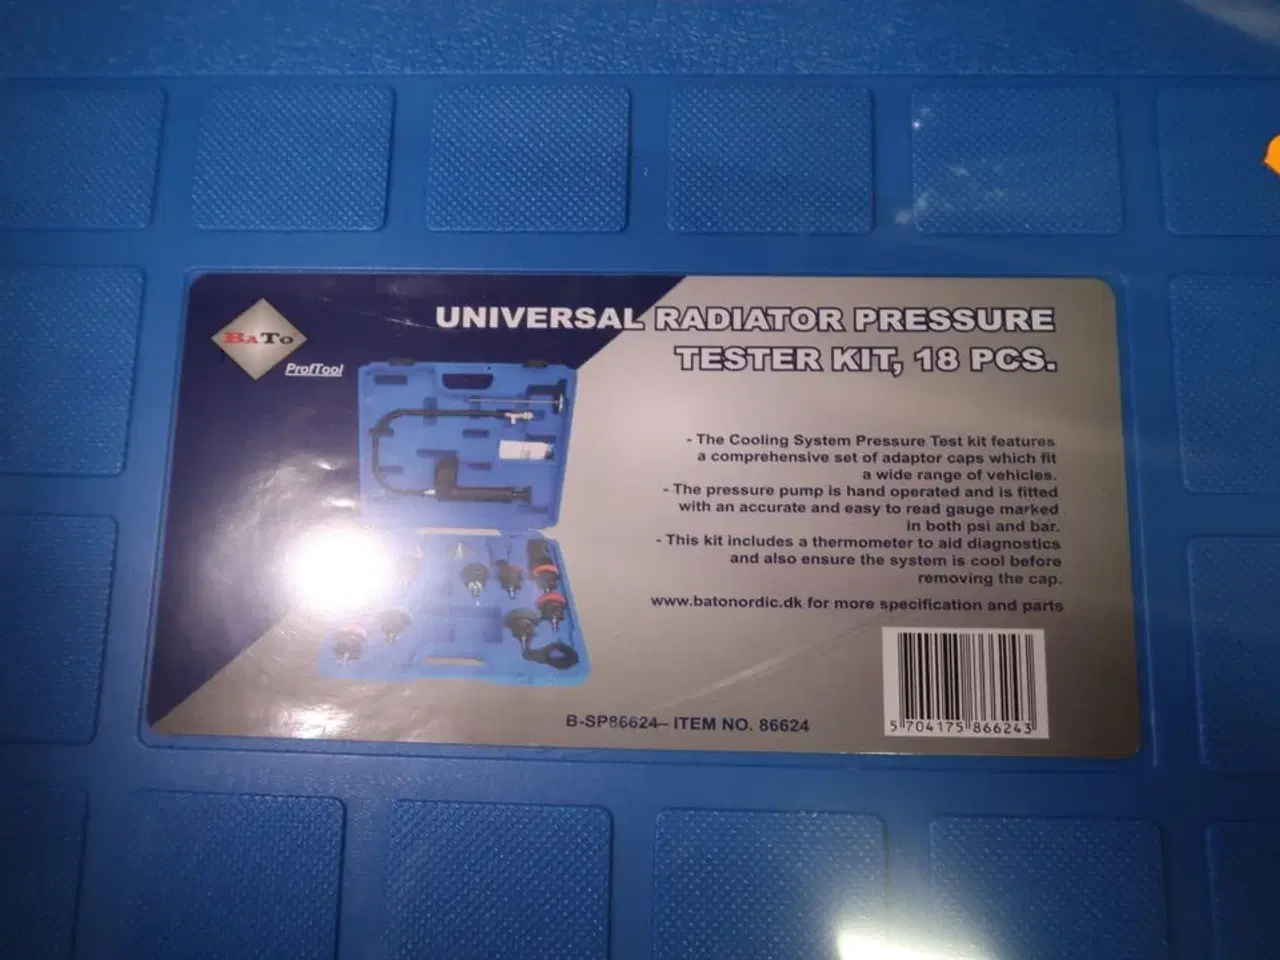 BATO
ProfTool
UNIVERSAL RADIATOR PRESSURE
TESTER KIT, 18 PCS.
- The Cooling System Pressure Test kit features
a comprehensive set of adaptor caps which fit
a wide range of vehicles.
- The pressure pump is hand operated and is fitted
with an accurate and easy to read gauge marked
in both psi and bar.
- This kit includes a thermometer to aid diagnostics
and also ensure the system is cool before
removing the cap.
www.batonordic.dk for more specification and parts
B-SP86624– ITEM NO. 86624
5 704175 866243